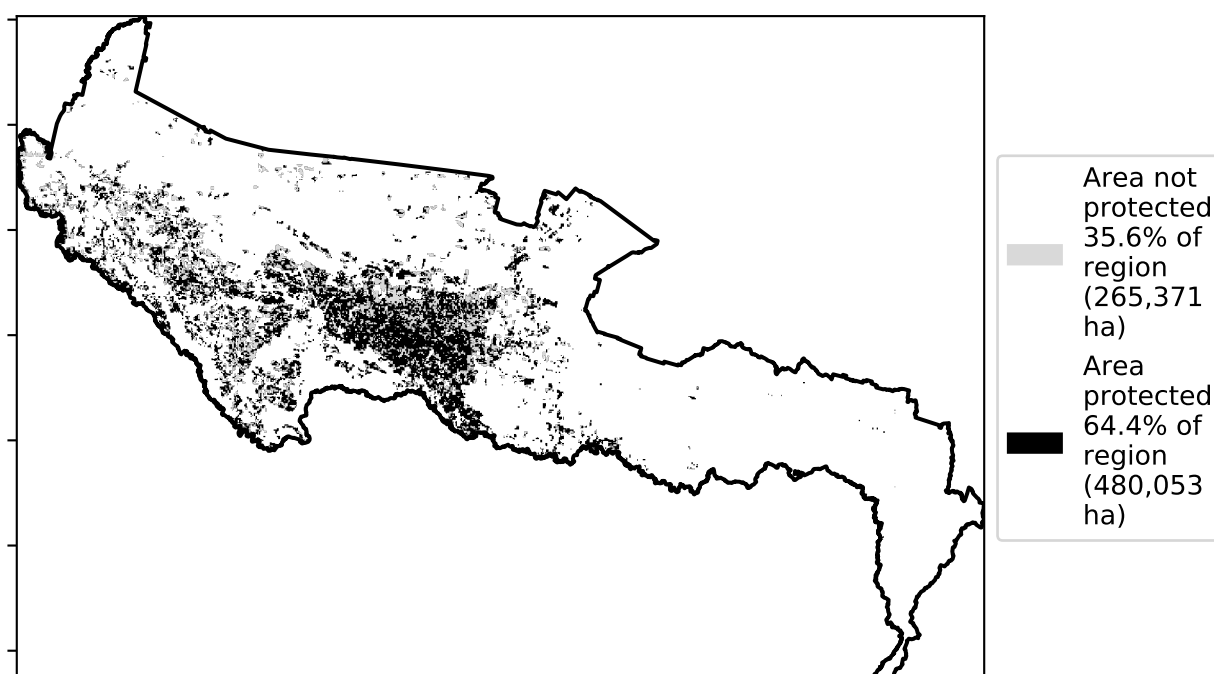 Area not
protected
35.6% of
region
(265,371
ha)
Area
protected
64.4% of
region
(480,053
ha)